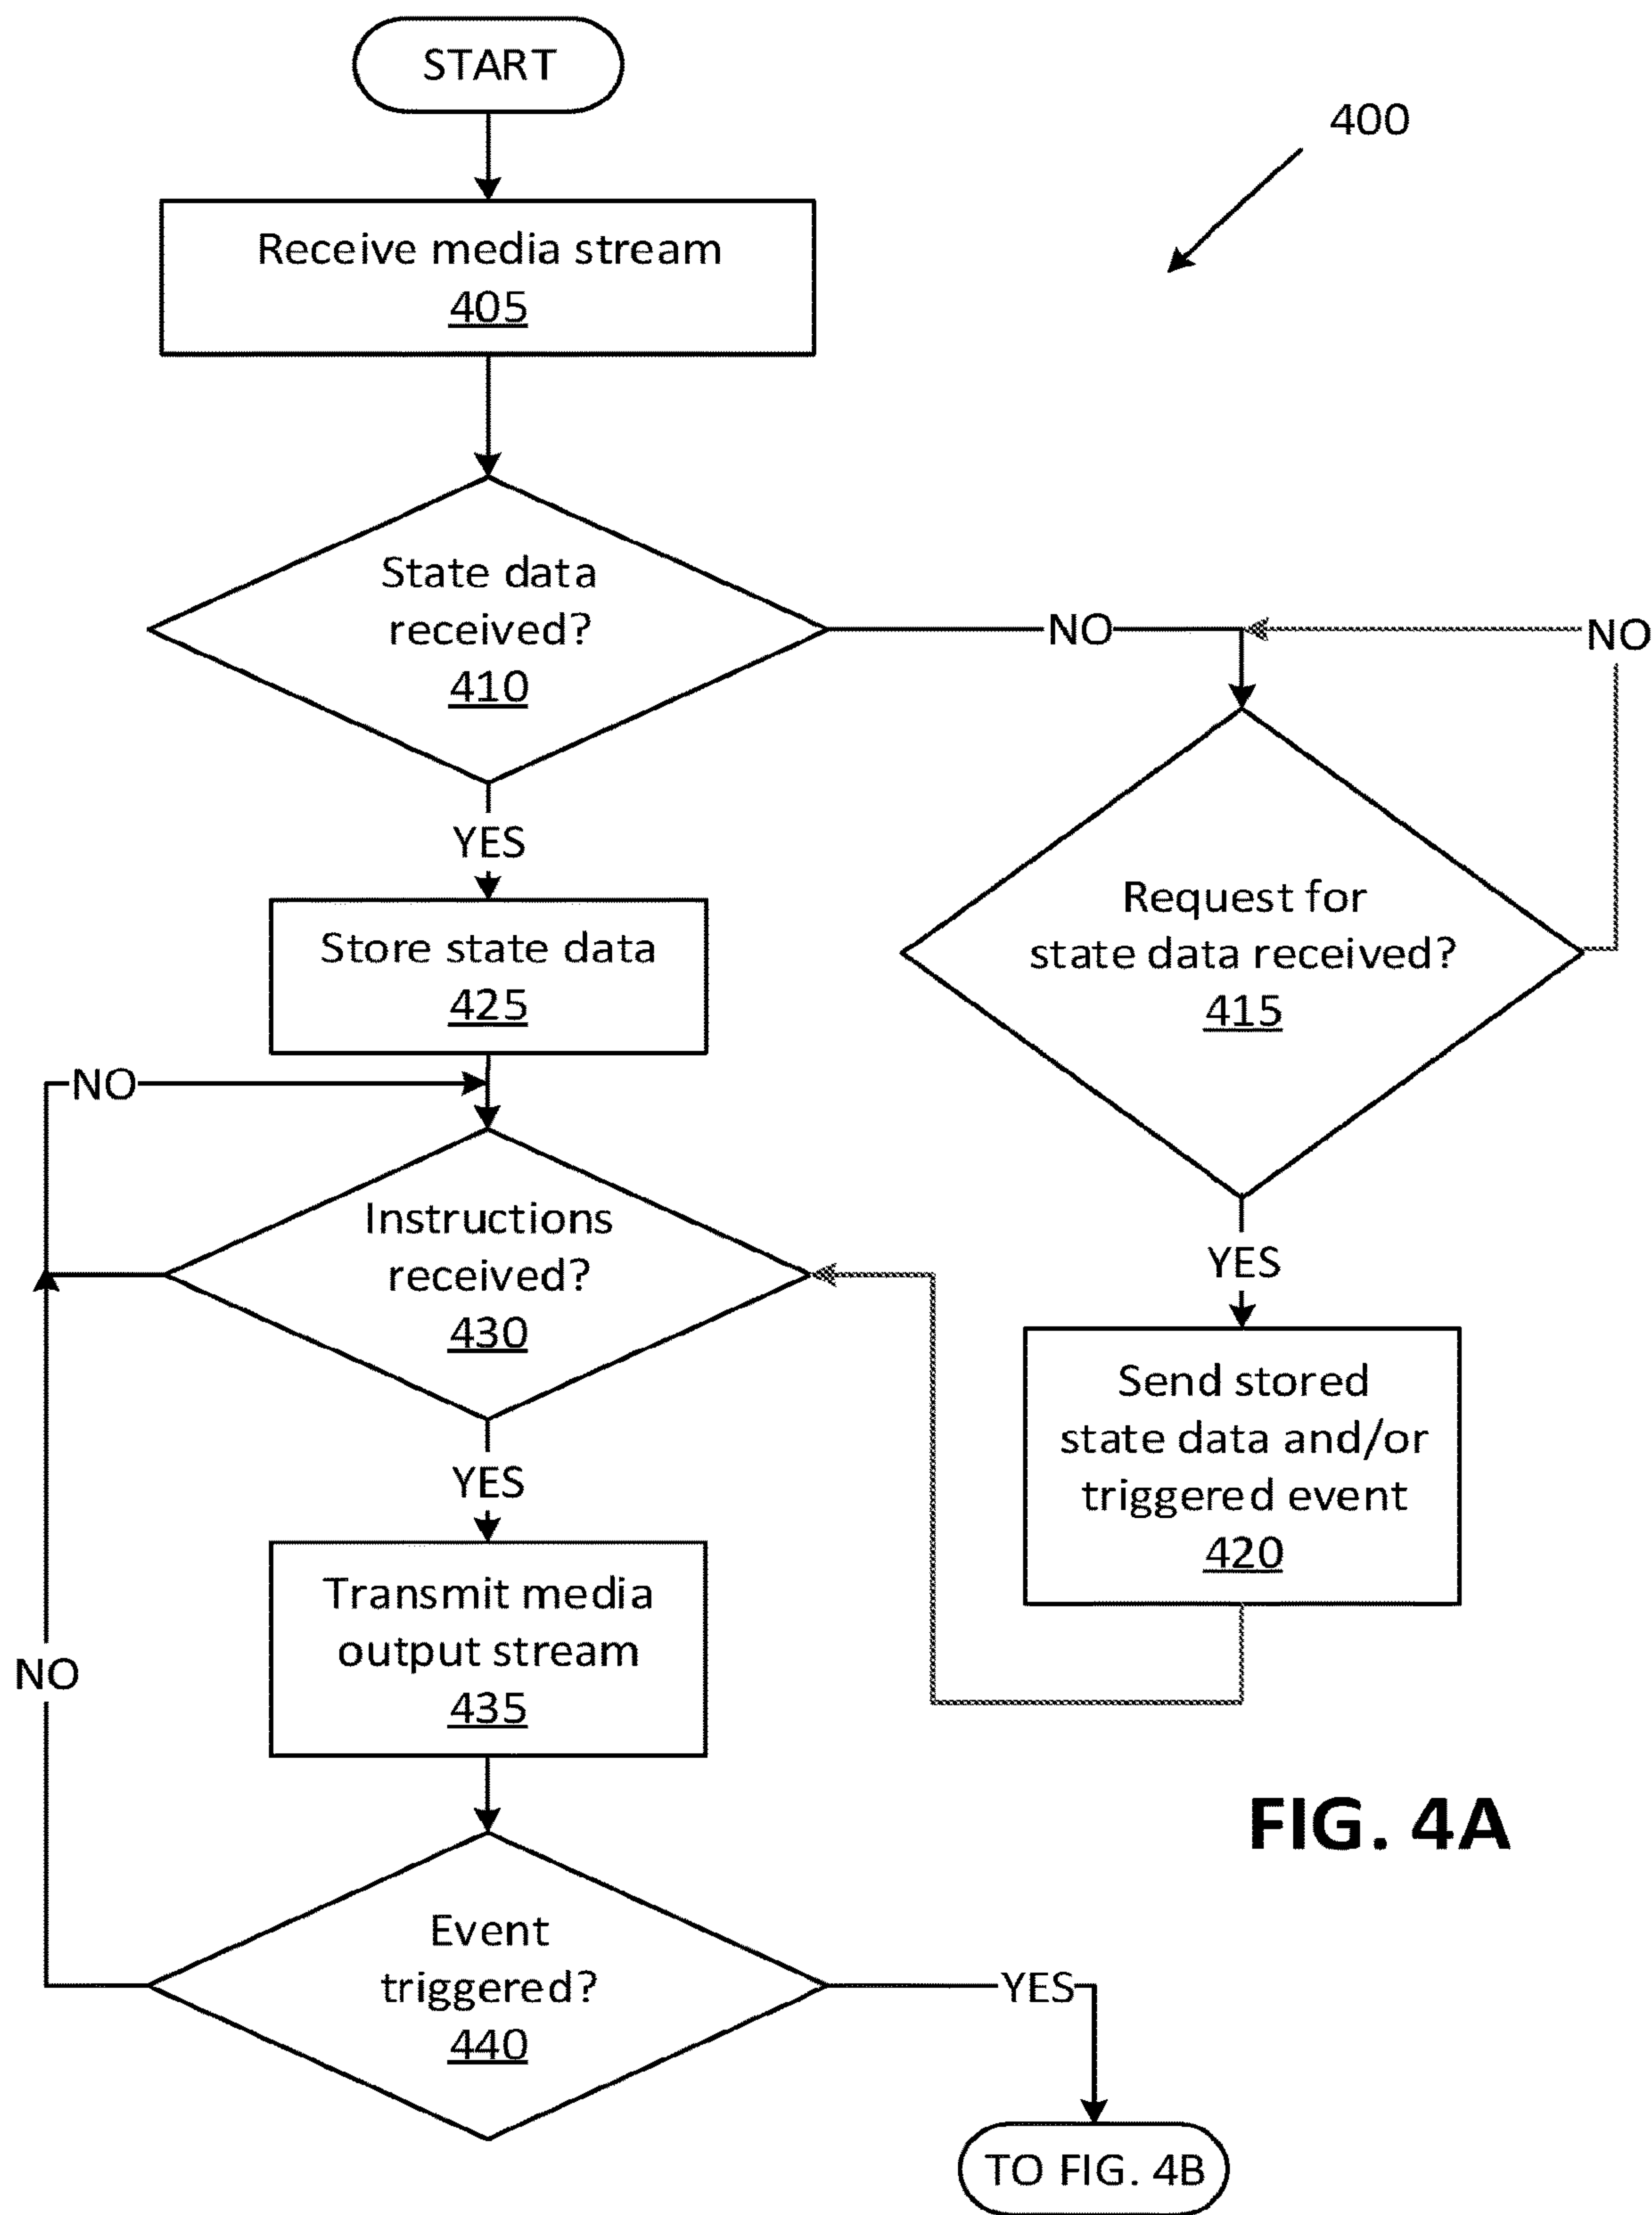 START
400
Receive media stream
405
State data
received?
410
NO
NO
YES
Request for
state data received?
415
Store state data
425
NO
Instructions
received?
430
YES
Send stored
state data and/or
triggered event
420
YES
Transmit media
output stream
435
NO
FIG. 4A
Event
triggered?
440
YES
TO FIG. 4B